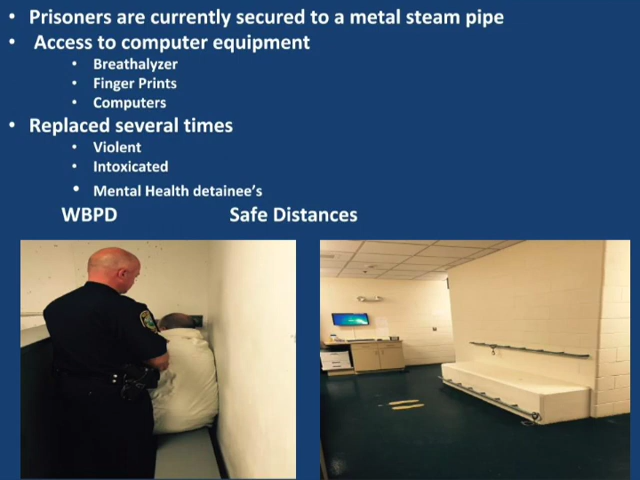 • Prisoners are currently secured to a metal steam pipe
• Access to computer equipment
• Breathalyzer
• Finger Prints
• Computers
• Replaced several times
• Violent
• Intoxicated
• Mental Health detainee's
WBPD Safe Distances